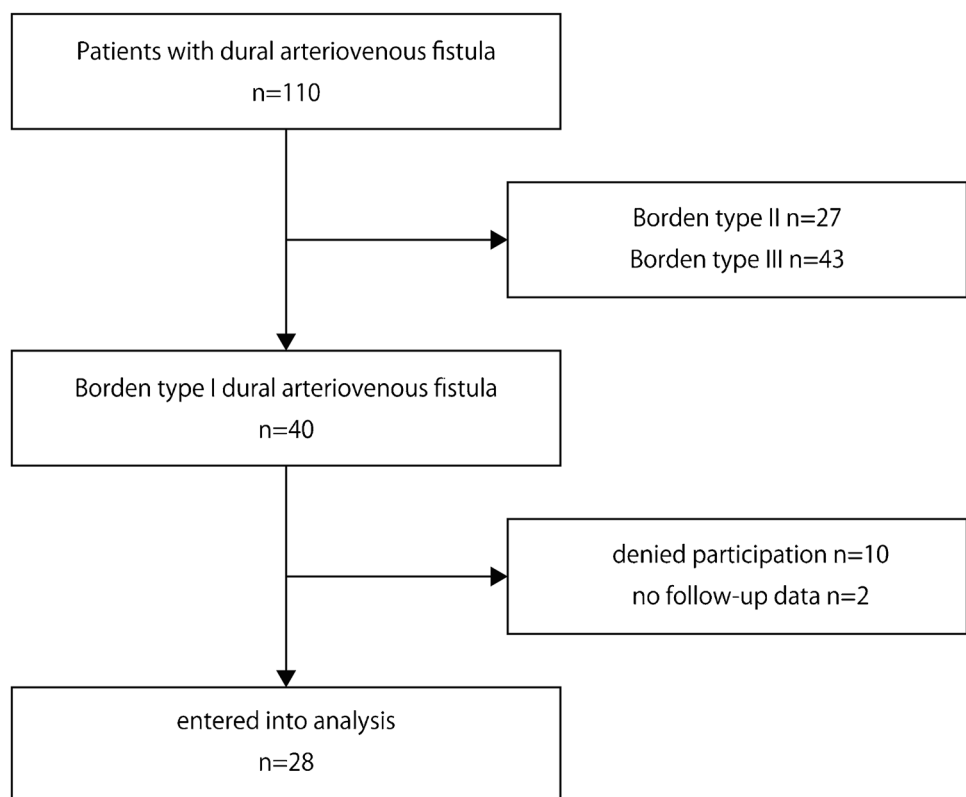 Patients with dural arteriovenous fistula
n=110
Borden type II n=27
Borden type III n=43
Borden type I dural arteriovenous fistula
n=40
denied participation n=10
no follow-up data n=2
entered into analysis
n=28